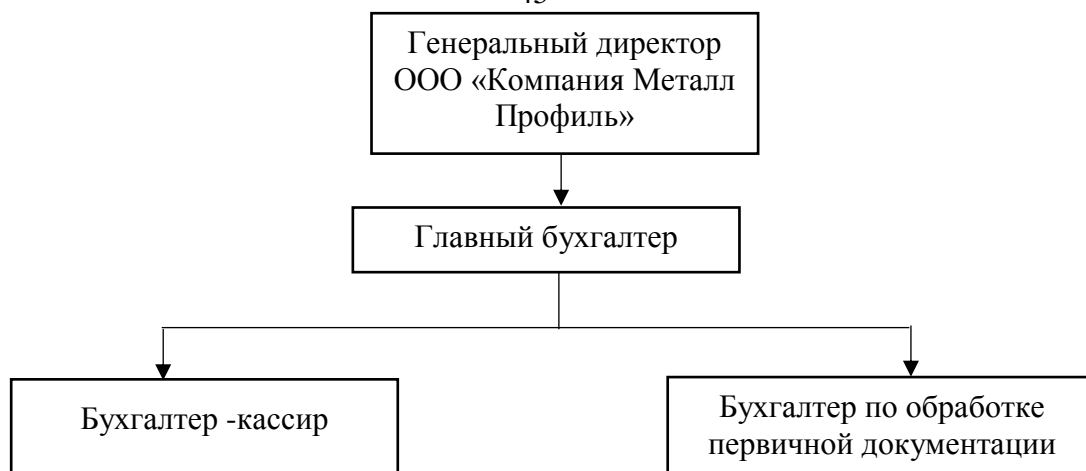 Генеральный директор
ООО «Компания Металл
Профиль»
Главный бухгалтер
Бухгалтер -кассир
Бухгалтер по обработке
первичной документации